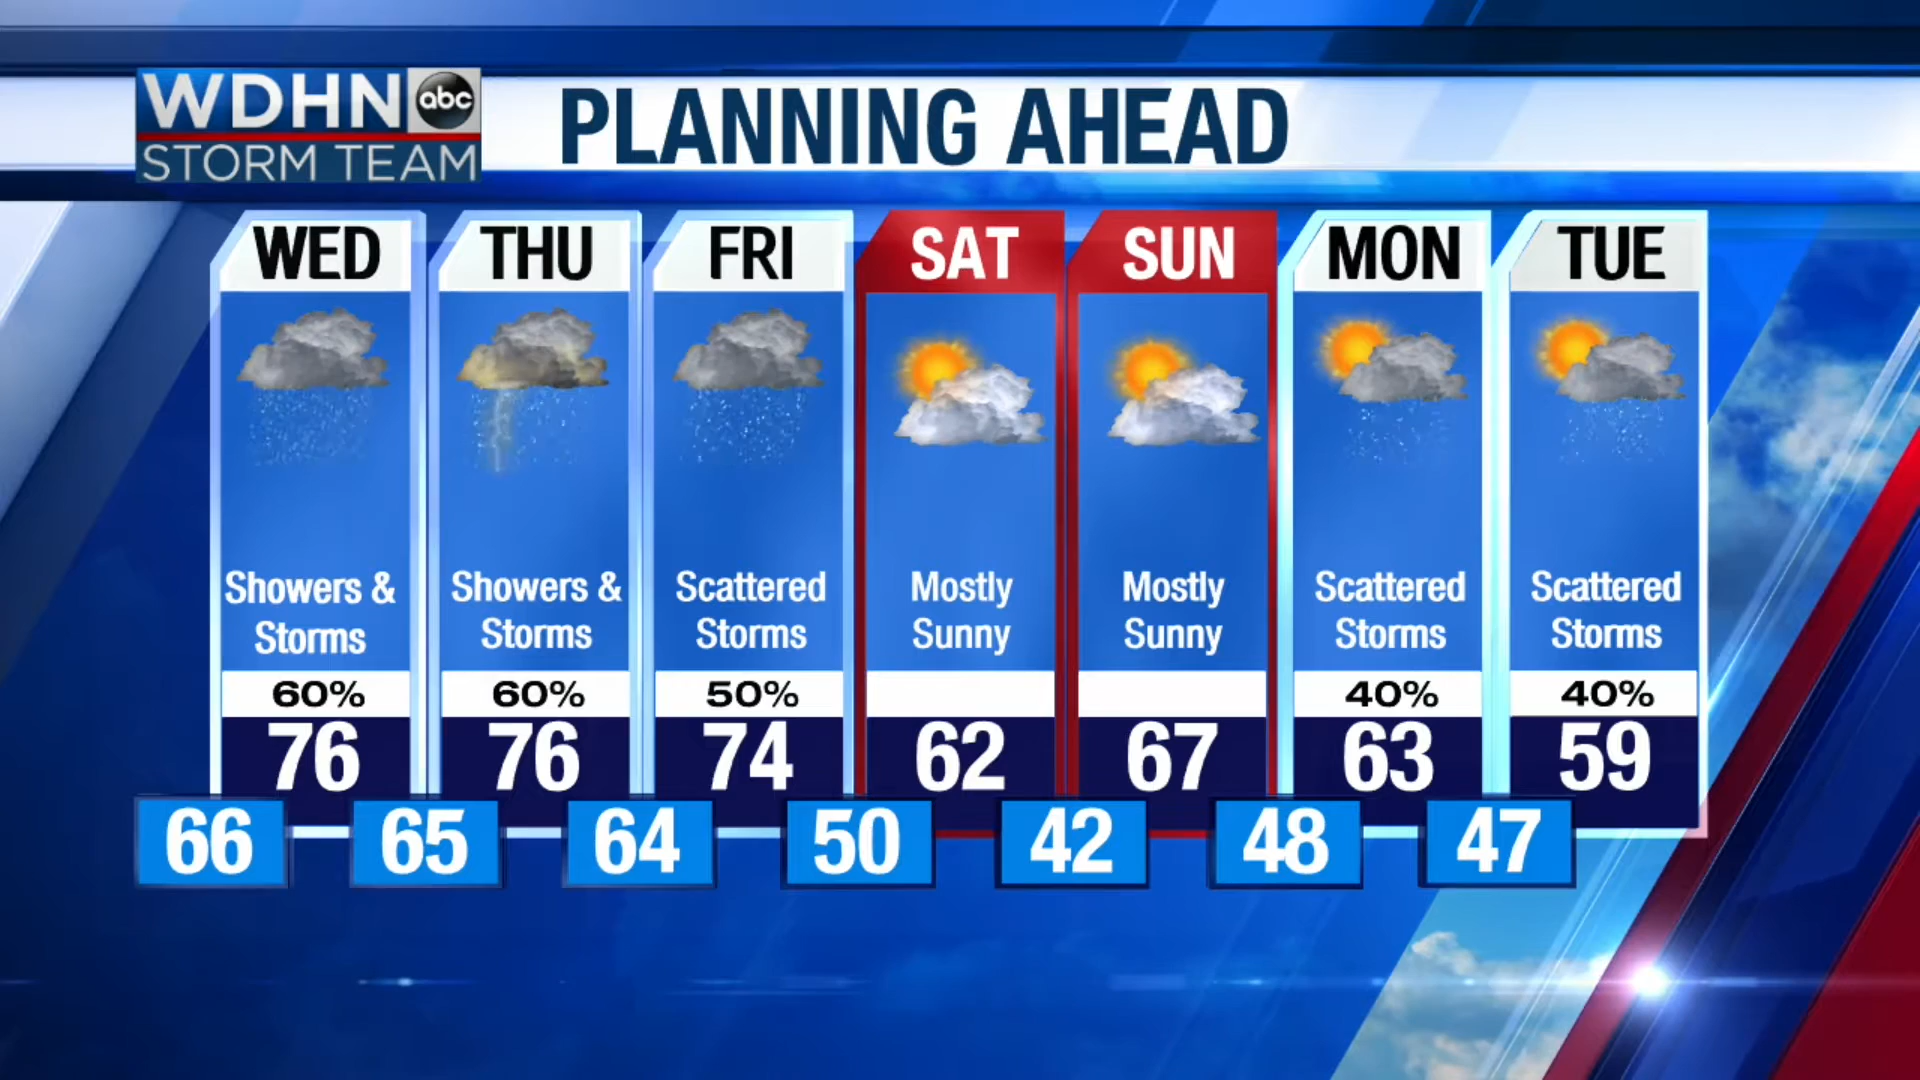 WDHN abc
STORM TEAM
PLANNING AHEAD
WED THU FRI SAT SUN MON TUE
Showers & Showers & Scattered Mostly Mostly Scattered Scattered
Storms Storms Storms Sunny Sunny Storms Storms
60% 60% 50% 40% 40%
76 76 74 62 67 63 59
66 65 64 50 42 48 47